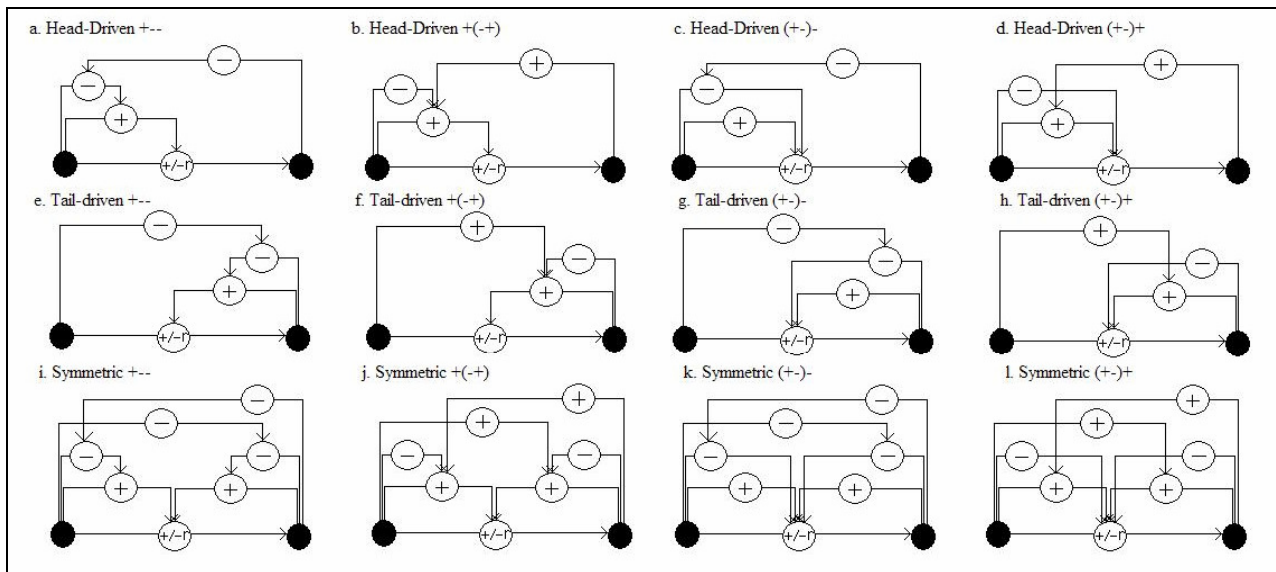 a. Head-Driven +--
b. Head-Driven +(-+)
c. Head-Driven (+-)-
d. Head-Driven (+-)+
− − + +/−r
+ − + +/−r
− − + +/−r
+ − + +/−r
e. Tail-driven +--
f. Tail-driven +(-+)
g. Tail-driven (+-)-
h. Tail-driven (+-)+
− − + +/−r
+ − + +/−r
− − + +/−r
+ − + +/−r
i. Symmetric +--
j. Symmetric +(-+)
k. Symmetric (+-)-
l. Symmetric (+-)+
− − − − + + +/−r
+ + − − + + +/−r
− − − − + + +/−r
+ + − − + + +/−r